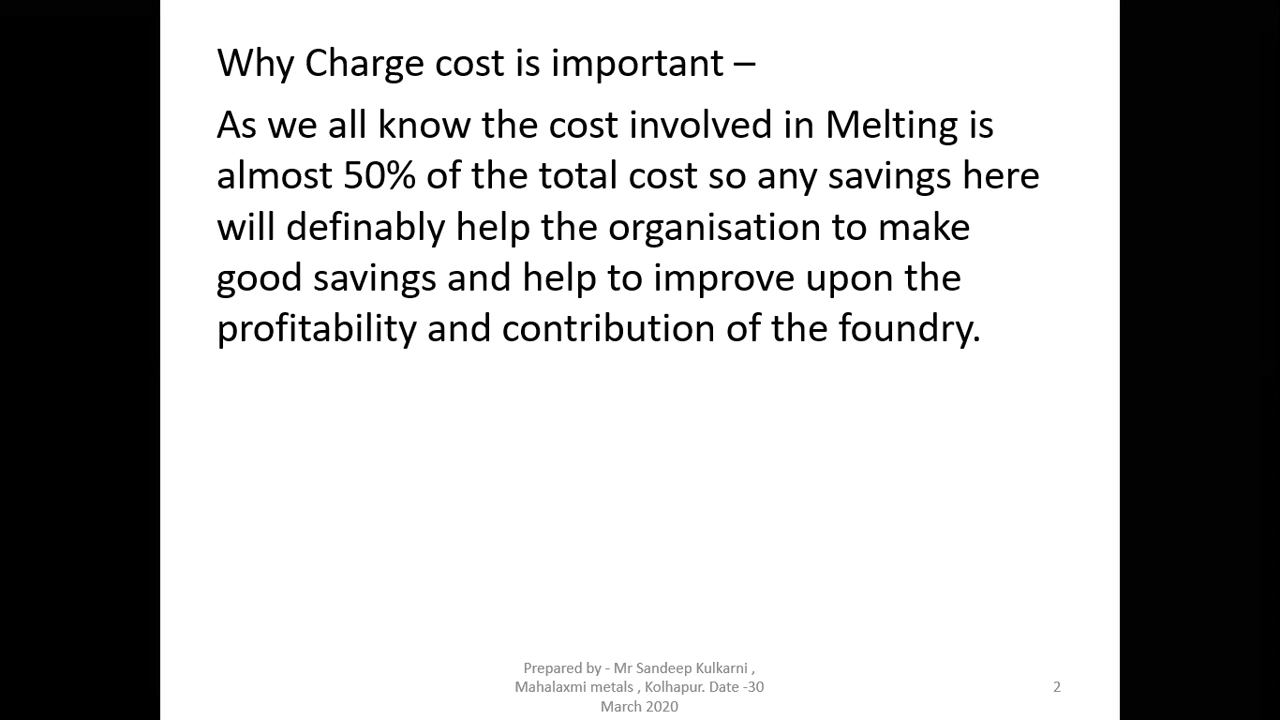 Why Charge cost is important –
As we all know the cost involved in Melting is
almost 50% of the total cost so any savings here
will definably help the organisation to make
good savings and help to improve upon the
profitability and contribution of the foundry.
Prepared by - Mr Sandeep Kulkarni ,
Mahalaxmi metals , Kolhapur. Date -30
March 2020
2